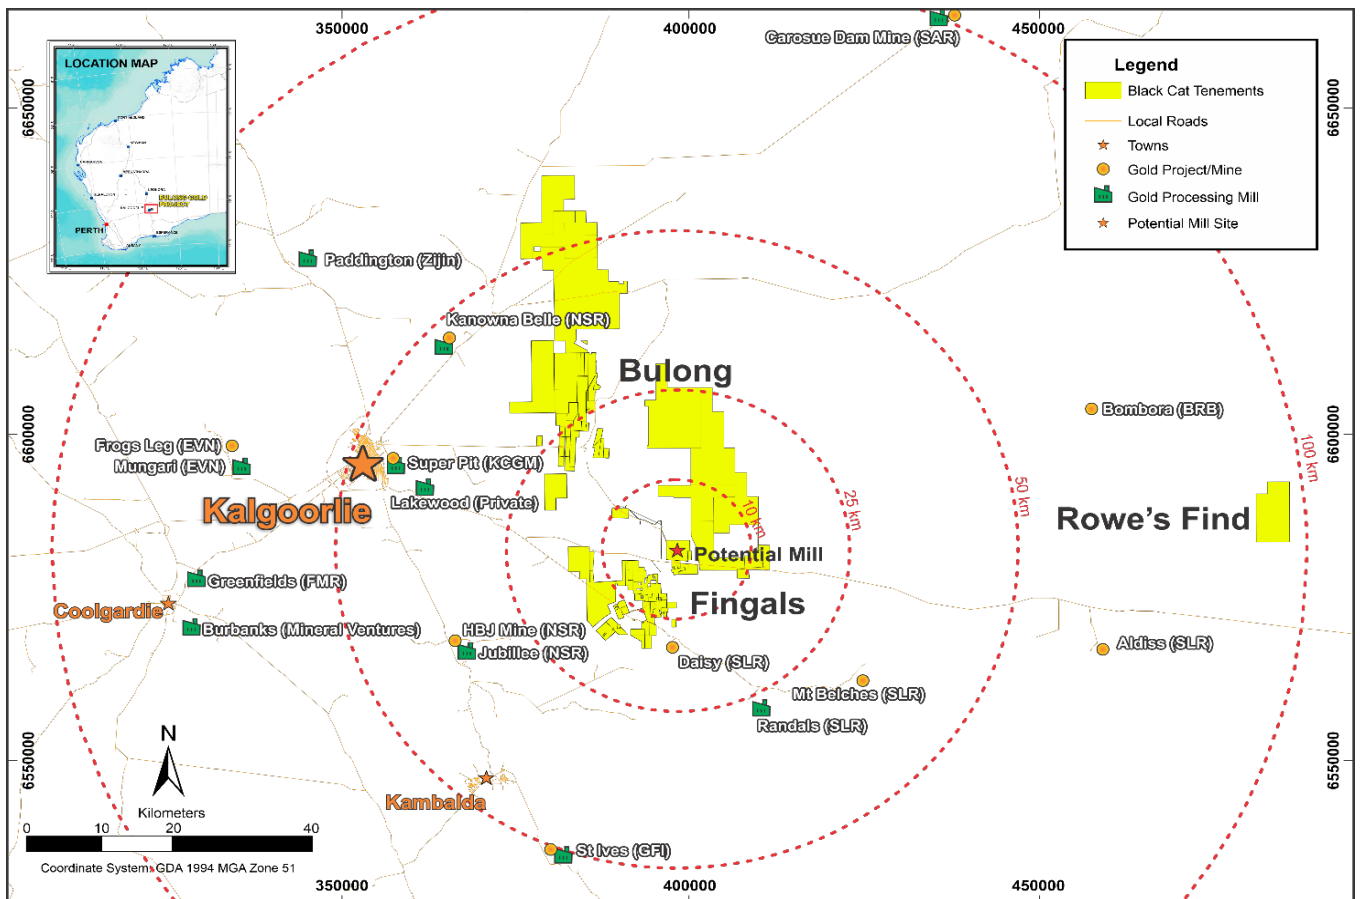 350000
400000
450000
Carosue Dam Mine (SAR)
LOCATION MAP
PERTH
BULONG GOLD
PROJECT
Legend
Black Cat Tenements
Local Roads
Towns
Gold Project/Mine
Gold Processing Mill
Potential Mill Site
6650000
6650000
Paddington (Zijin)
Kanowna Belle (NSR)
Bulong
Bombora (BRB)
6600000
6600000
Frogs Leg (EVN)
Mungari (EVN)
Super Pit (KCGM)
Lakewood (Private)
Kalgoorlie
10 km
25 km
50 km
100 km
Rowe's Find
Potential Mill
Fingals
Greenfields (FMR)
Coolgardie
Burbanks (Mineral Ventures)
HBJ Mine (NSR)
Jubillee (NSR)
Daisy (SLR)
Aldiss (SLR)
Mt Belches (SLR)
Randals (SLR)
6550000
6550000
N
Kilometers
0 10 20 40
Kambalda
St Ives (GFI)
Coordinate System: GDA 1994 MGA Zone 51
350000
400000
450000